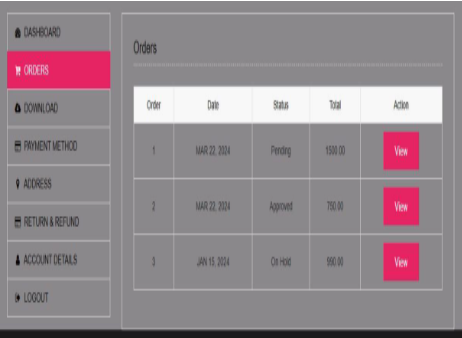 DASHBOARD
ORDERS
DOWNLOAD
PAYMENT METHOD
ADDRESS
RETURN & REFUND
ACCOUNT DETAILS
LOGOUT
Orders
Order Date Status Total Action
1 MAR 22, 2024 Pending 1500.00 View
2 MAR 22, 2024 Approved 750.00 View
3 JAN 15, 2024 On Hold 990.00 View